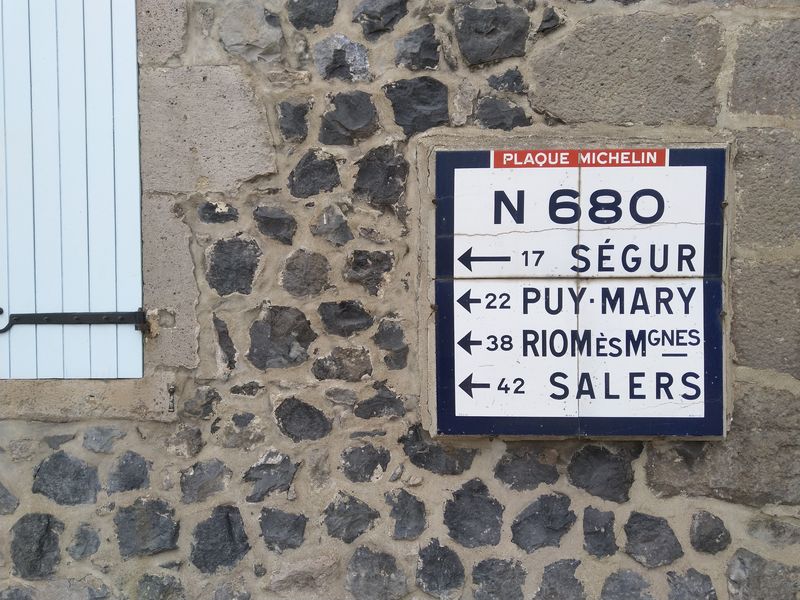 PLAQUE MICHELIN
N 680
← 17 SÉGUR
← 22 PUY·MARY
← 38 RIOM ÈS MGNES
← 42 SALERS